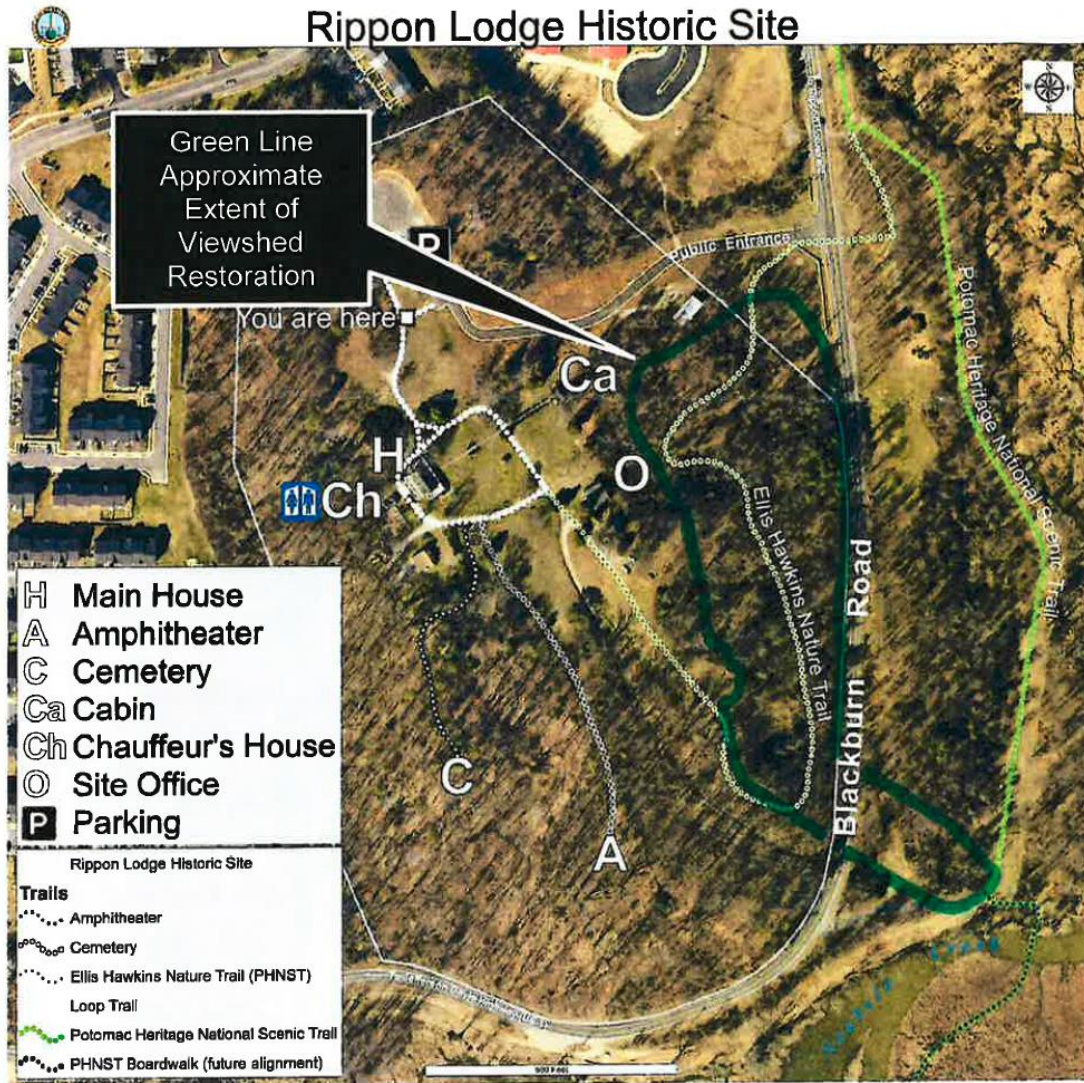 Rippon Lodge Historic Site
Green Line
Approximate
Extent of
Viewshed
Restoration
P
Public Entrance
You are here
Ca
H
O
Ch
Potomac Heritage National Scenic Trail
Ellis Hawkins Nature Trail
Blackburn Road
C
A
H Main House
A Amphitheater
C Cemetery
Ca Cabin
Ch Chauffeur's House
O Site Office
P Parking
Rippon Lodge Historic Site
Trails
Amphitheater
Cemetery
Ellis Hawkins Nature Trail (PHNST)
Loop Trail
Potomac Heritage National Scenic Trail
PHNST Boardwalk (future alignment)
Creek